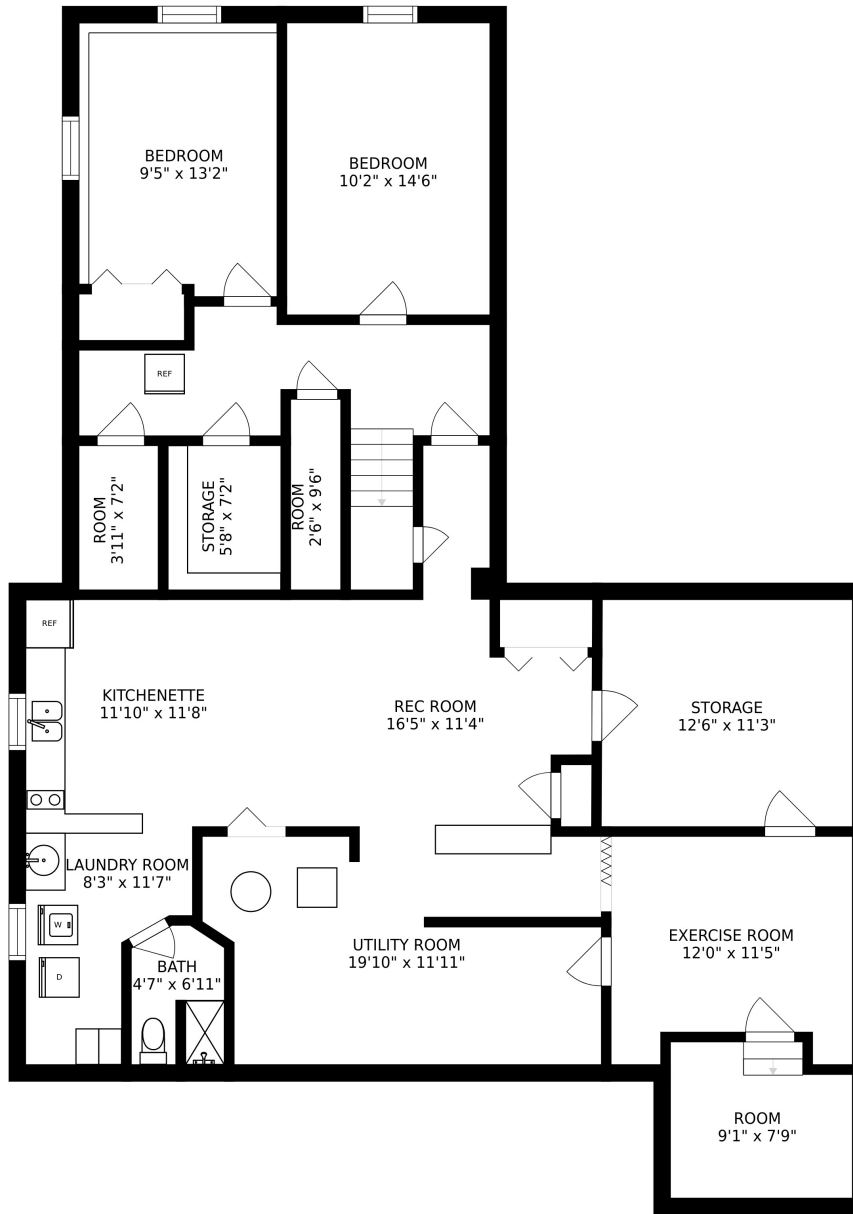 BEDROOM
9'5" x 13'2"
BEDROOM
10'2" x 14'6"
REF
ROOM
3'11" x 7'2"
STORAGE
5'8" x 7'2"
ROOM
2'6" x 9'6"
REF
KITCHENETTE
11'10" x 11'8"
REC ROOM
16'5" x 11'4"
STORAGE
12'6" x 11'3"
LAUNDRY ROOM
8'3" x 11'7"
W
D
BATH
4'7" x 6'11"
UTILITY ROOM
19'10" x 11'11"
EXERCISE ROOM
12'0" x 11'5"
ROOM
9'1" x 7'9"